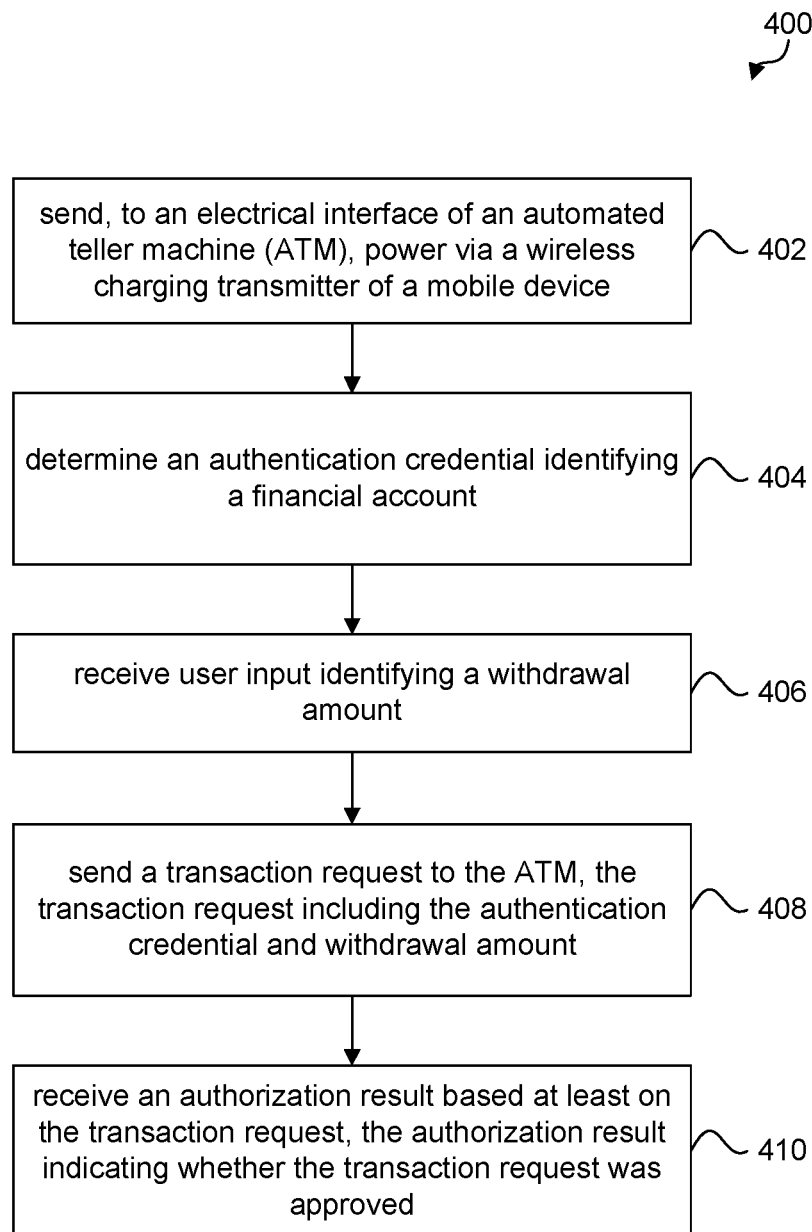 400
send, to an electrical interface of an automated
teller machine (ATM), power via a wireless
charging transmitter of a mobile device
402
determine an authentication credential identifying
a financial account
404
receive user input identifying a withdrawal
amount
406
send a transaction request to the ATM, the
transaction request including the authentication
credential and withdrawal amount
408
receive an authorization result based at least on
the transaction request, the authorization result
indicating whether the transaction request was
approved
410